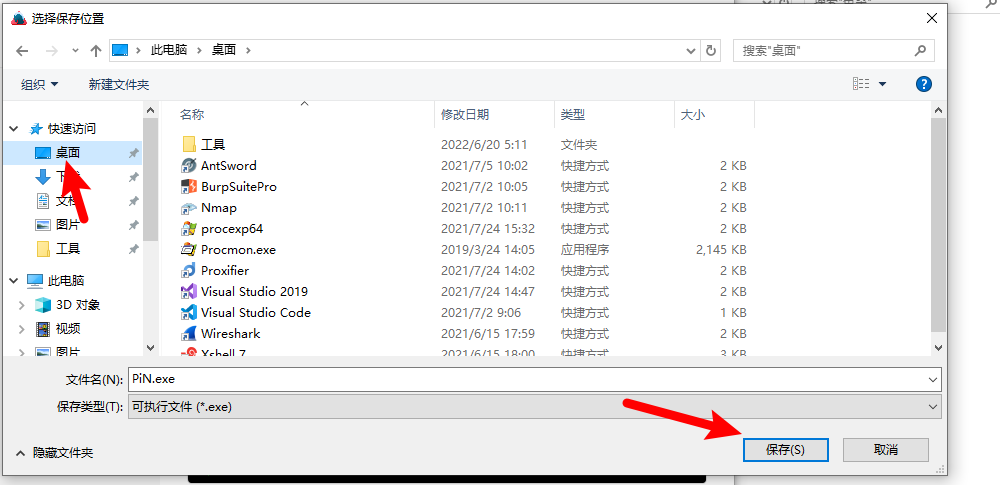 搜索"桌面"
选择保存位置
此电脑 桌面
搜索"桌面"
组织 新建文件夹
名称 修改日期 类型 大小
快速访问
桌面
文档
图片
工具
此电脑
3D 对象
视频
图片
工具 2022/6/20 5:11 文件夹
AntSword 2021/7/5 10:02 快捷方式 2 KB
BurpSuitePro 2021/7/2 10:05 快捷方式 2 KB
Nmap 2021/7/2 10:11 快捷方式 2 KB
procexp64 2021/7/24 15:32 快捷方式 2 KB
Procmon.exe 2019/3/24 14:05 应用程序 2,145 KB
Proxifier 2021/7/24 14:02 快捷方式 2 KB
Visual Studio 2019 2021/7/24 14:47 快捷方式 2 KB
Visual Studio Code 2021/7/2 9:06 快捷方式 1 KB
Wireshark 2021/6/15 17:59 快捷方式 2 KB
Xshell 7 2021/6/15 18:00 快捷方式 3 KB
文件名(N): PiN.exe
保存类型(T): 可执行文件 (*.exe)
隐藏文件夹 保存(S) 取消